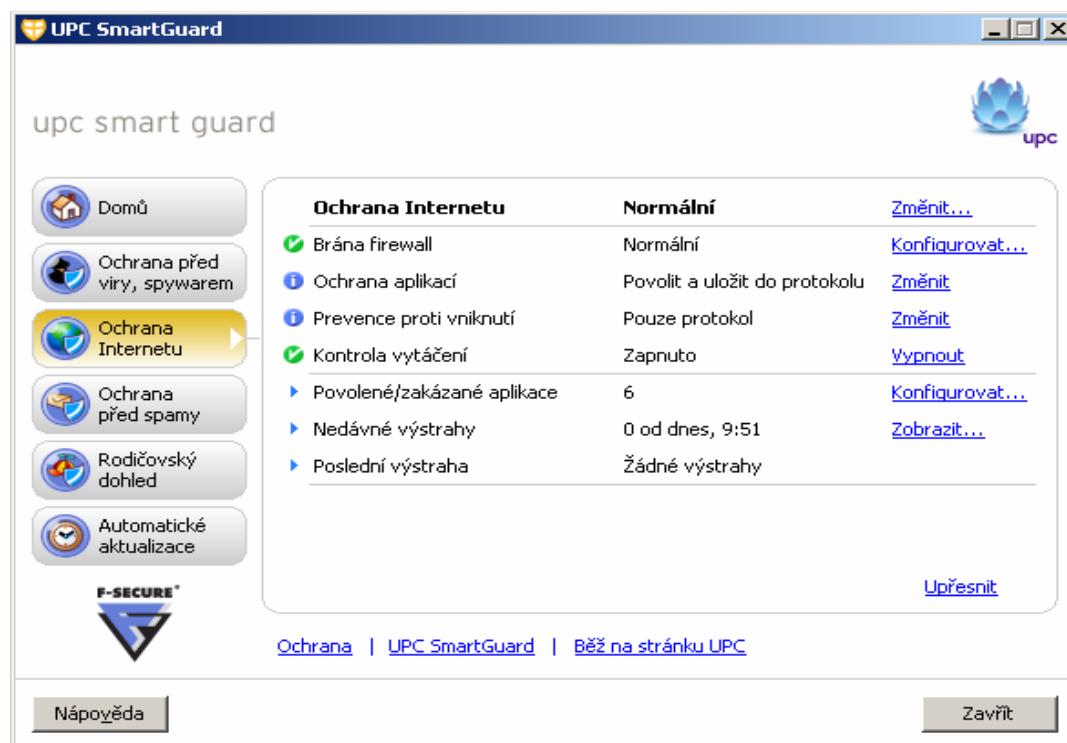 UPC SmartGuard
upc smart guard
upc
Domů
Ochrana před
viry, spywarem
Ochrana
Internetu
Ochrana
před spamy
Rodičovský
dohled
Automatické
aktualizace
F-SECURE
Ochrana Internetu Normální Změnit...
Brána firewall Normální Konfigurovat...
Ochrana aplikací Povolit a uložit do protokolu Změnit
Prevence proti vniknutí Pouze protokol Změnit
Kontrola vytáčení Zapnuto Vypnout
Povolené/zakázané aplikace 6 Konfigurovat...
Nedávné výstrahy 0 od dnes, 9:51 Zobrazit...
Poslední výstraha Žádné výstrahy
Upřesnit
Ochrana | UPC SmartGuard | Běž na stránku UPC
Nápověda Zavřít